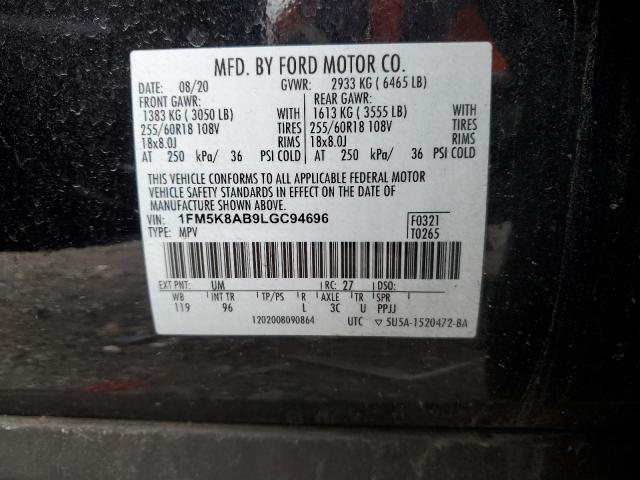 MFD. BY FORD MOTOR CO.
DATE: 08/20 GVWR: 2933 KG ( 6465 LB)
FRONT GAWR: REAR GAWR:
1383 KG ( 3050 LB) WITH 1613 KG ( 3555 LB) WITH
255/60R18 108V TIRES 255/60R18 108V TIRES
18x8.0J RIMS 18x8.0J RIMS
AT 250 kPa/ 36 PSI COLD AT 250 kPa/ 36 PSI COLD
THIS VEHICLE CONFORMS TO ALL APPLICABLE FEDERAL MOTOR
VEHICLE SAFETY STANDARDS IN EFFECT ON THE DATE OF
MANUFACTURE SHOWN ABOVE.
VIN: 1FM5K8AB9LGC94696 F0321
TYPE: MPV T0265
EXT PNT: UM RC: 27 DSO:
WB INT TR TP/PS R AXLE TR SPR
119 96 L 3C U PPJJ
1202008090864 UTC ▽ 5U5A-1520472-BA